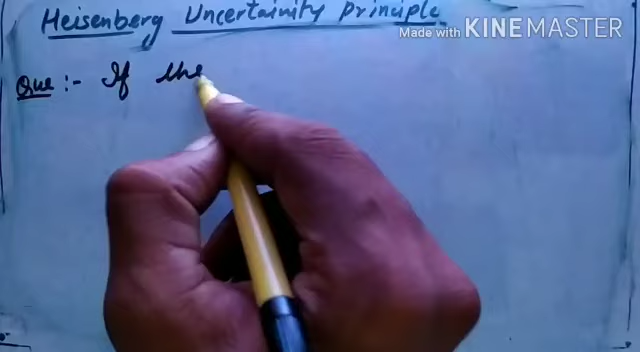 Heisenberg Uncertainity Principle
Made with KINEMASTER
Que :- If the